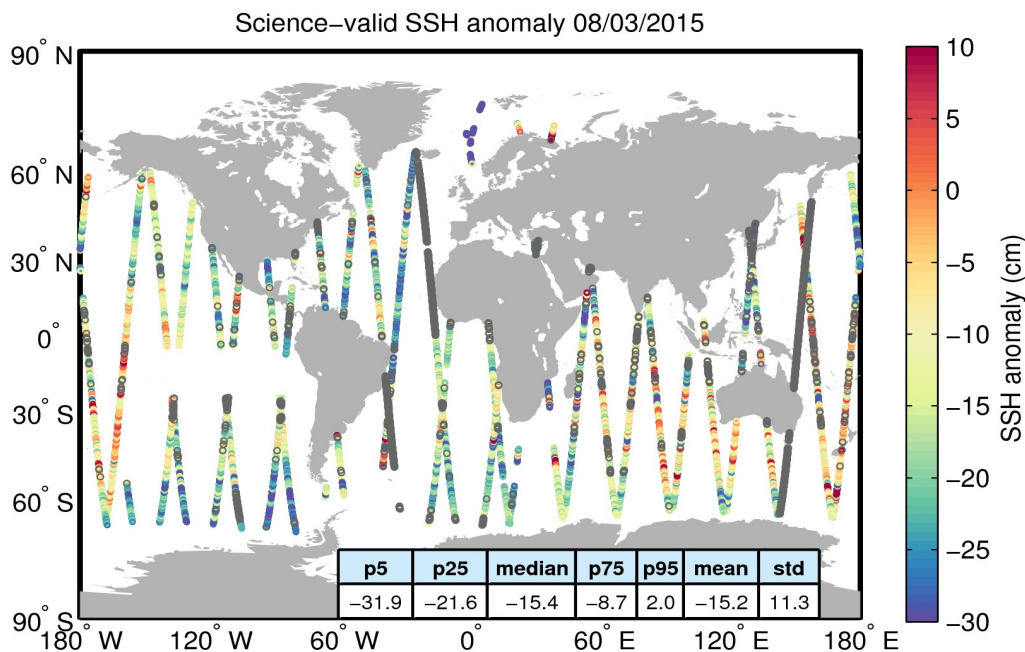 Science−valid SSH anomaly 08/03/2015
90° N
60° N
30° N
0°
30° S
60° S
90° S
180° W
120° W
60° W
0°
60° E
120° E
180° E
p5 p25 median p75 p95 mean std
−31.9 −21.6 −15.4 −8.7 2.0 −15.2 11.3
10
5
0
−5
−10
−15
−20
−25
−30
SSH anomaly (cm)